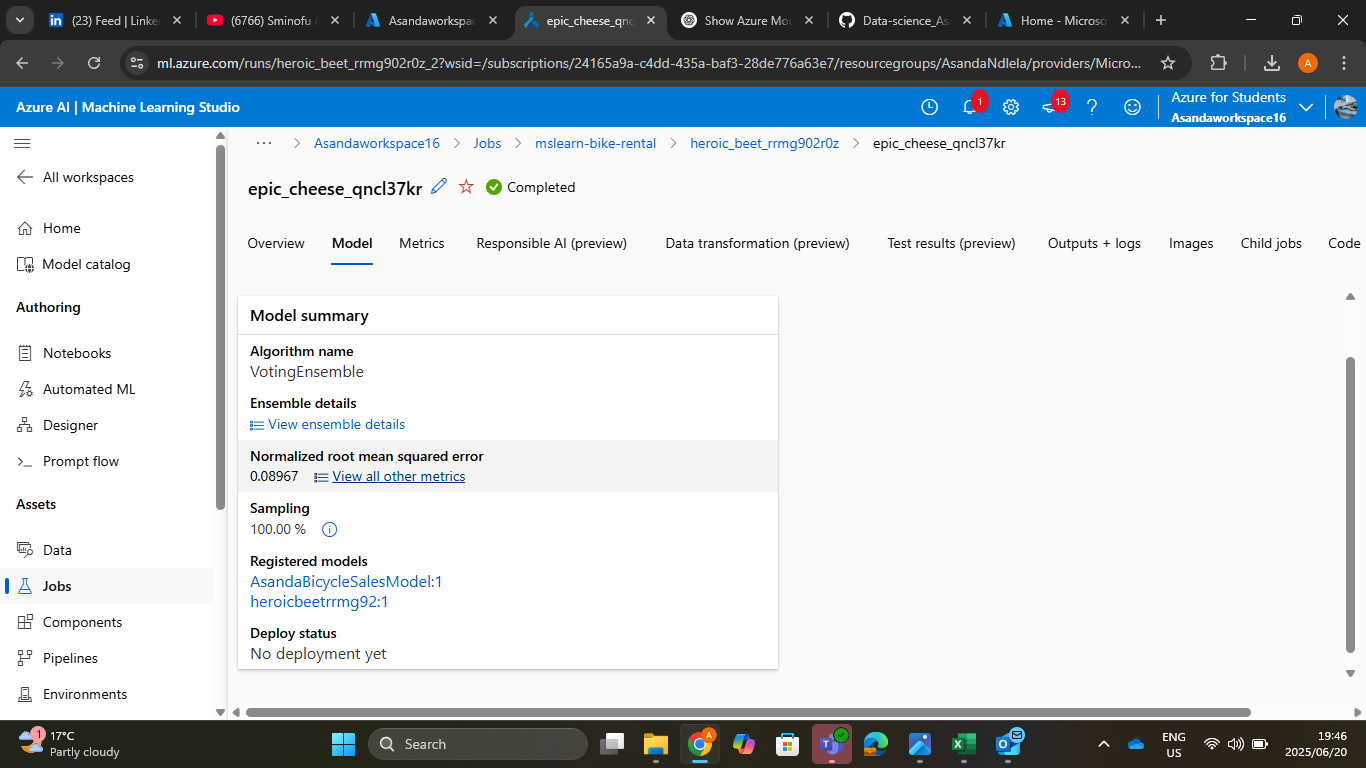 (23) Feed | Linke
(6766) Sminofu
Asandaworkspac
epic_cheese_qnc
Show Azure Mo
Data-science_As
Home - Microso
ml.azure.com/runs/heroic_beet_rrmg902r0z_2?wsid=/subscriptions/24165a9a-c4dd-435a-baf3-28de776a63e7/resourcegroups/AsandaNdlela/providers/Micro...
A
Azure AI | Machine Learning Studio
1
13
Azure for Students
Asandaworkspace16
... > Asandaworkspace16 > Jobs > mslearn-bike-rental > heroic_beet_rrmg902r0z > epic_cheese_qncl37kr
All workspaces
Home
Model catalog
Authoring
Notebooks
Automated ML
Designer
Prompt flow
Assets
Data
Jobs
Components
Pipelines
Environments
epic_cheese_qncl37kr Completed
Overview Model Metrics Responsible AI (preview) Data transformation (preview) Test results (preview) Outputs + logs Images Child jobs Code
Model summary
Algorithm name
VotingEnsemble
Ensemble details
View ensemble details
Normalized root mean squared error
0.08967 View all other metrics
Sampling
100.00 %
Registered models
AsandaBicycleSalesModel:1
heroicbeetrrmg92:1
Deploy status
No deployment yet
1
17°C
Partly cloudy
Search
A
ENG
US
19:46
2025/06/20